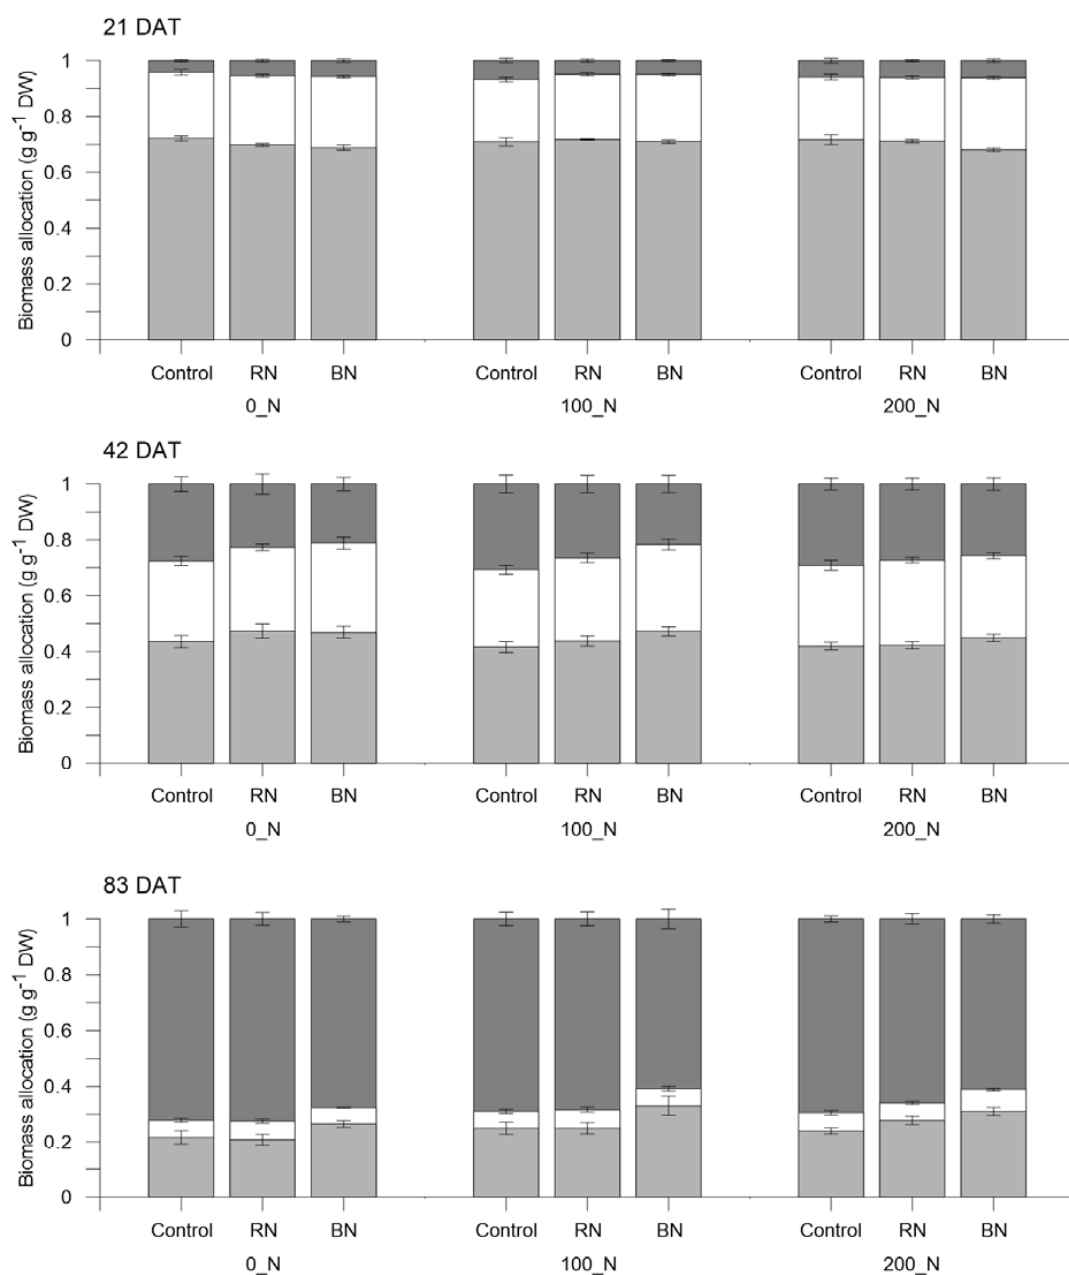 21 DAT
Biomass allocation (g g⁻¹ DW)
1
0.8
0.6
0.4
0.2
0
Control RN BN Control RN BN Control RN BN
0_N 100_N 200_N
42 DAT
Biomass allocation (g g⁻¹ DW)
1
0.8
0.6
0.4
0.2
0
Control RN BN Control RN BN Control RN BN
0_N 100_N 200_N
83 DAT
Biomass allocation (g g⁻¹ DW)
1
0.8
0.6
0.4
0.2
0
Control RN BN Control RN BN Control RN BN
0_N 100_N 200_N